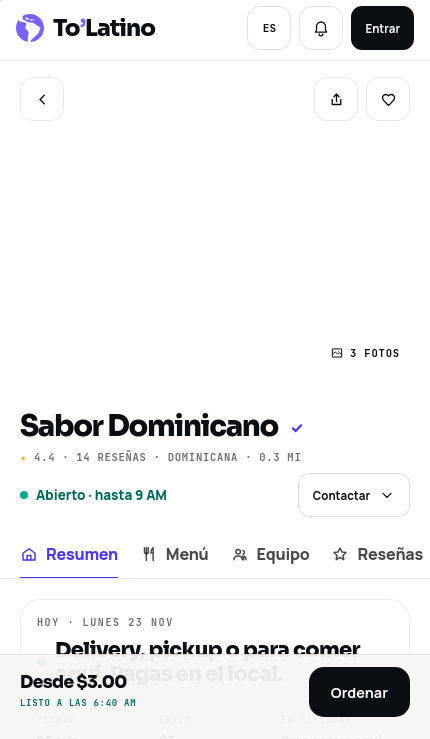 To'Latino
ES
Entrar
3 FOTOS
Sabor Dominicano
★ 4.4 · 14 RESEÑAS · DOMINICANA · 0.3 MI
Abierto · hasta 9 AM
Contactar
Resumen
Menú
Equipo
Reseñas
HOY · LUNES 23 NOV
Delivery, pickup o para comer
aquí. Pagas en el local.
Desde $3.00
LISTO A LAS 6:40 AM
Ordenar